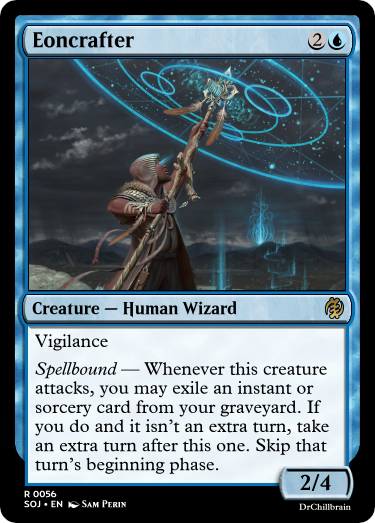 Eoncrafter 2
Creature — Human Wizard
Vigilance
Spellbound — Whenever this creature
attacks, you may exile an instant or
sorcery card from your graveyard. If
you do and it isn't an extra turn, take
an extra turn after this one. Skip that
turn's beginning phase.
2/4
R 0056
SOJ • EN Sam Perin
DrChillbrain